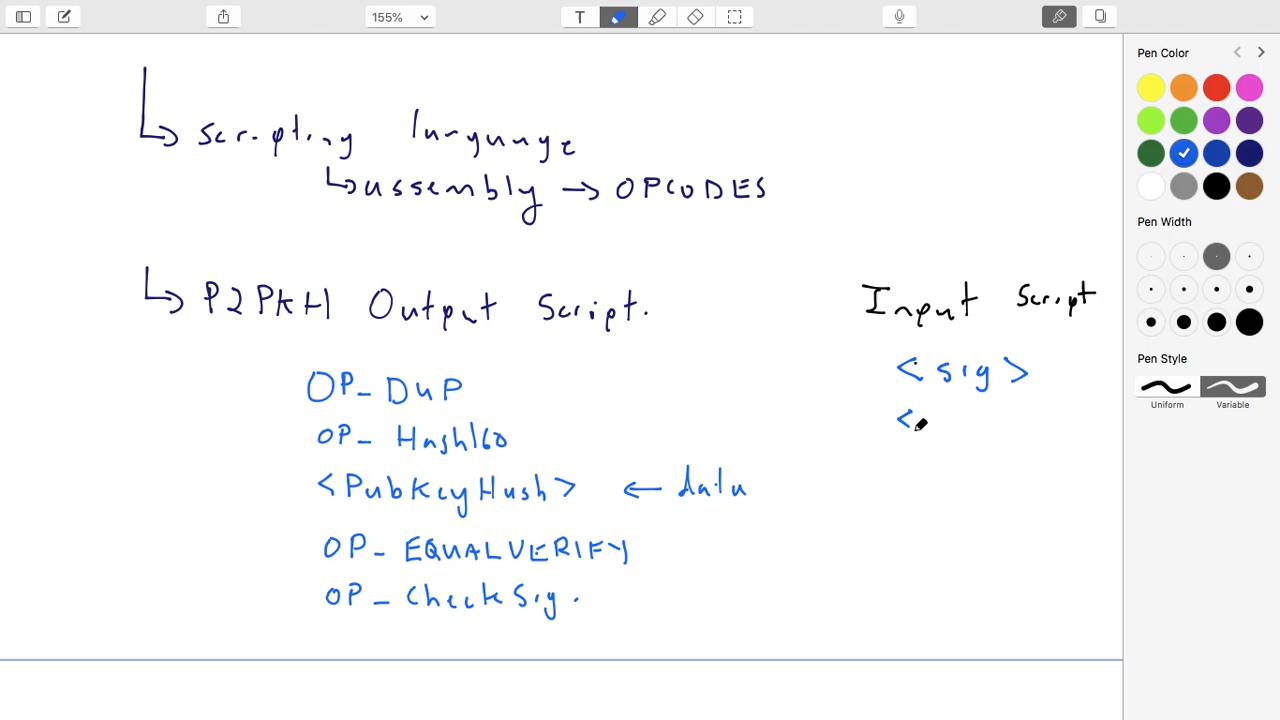 155%
T
Pen Color
↳ scripting language
↳ assembly → OPCODES
Pen Width
↳ P2PKH Output Script.
Input Script
Pen Style
Uniform
Variable
OP_DUP
<sig>
OP_Hash160
<
<PubKeyHash> ← data
OP_EQUALVERIFY
OP_CheckSig.